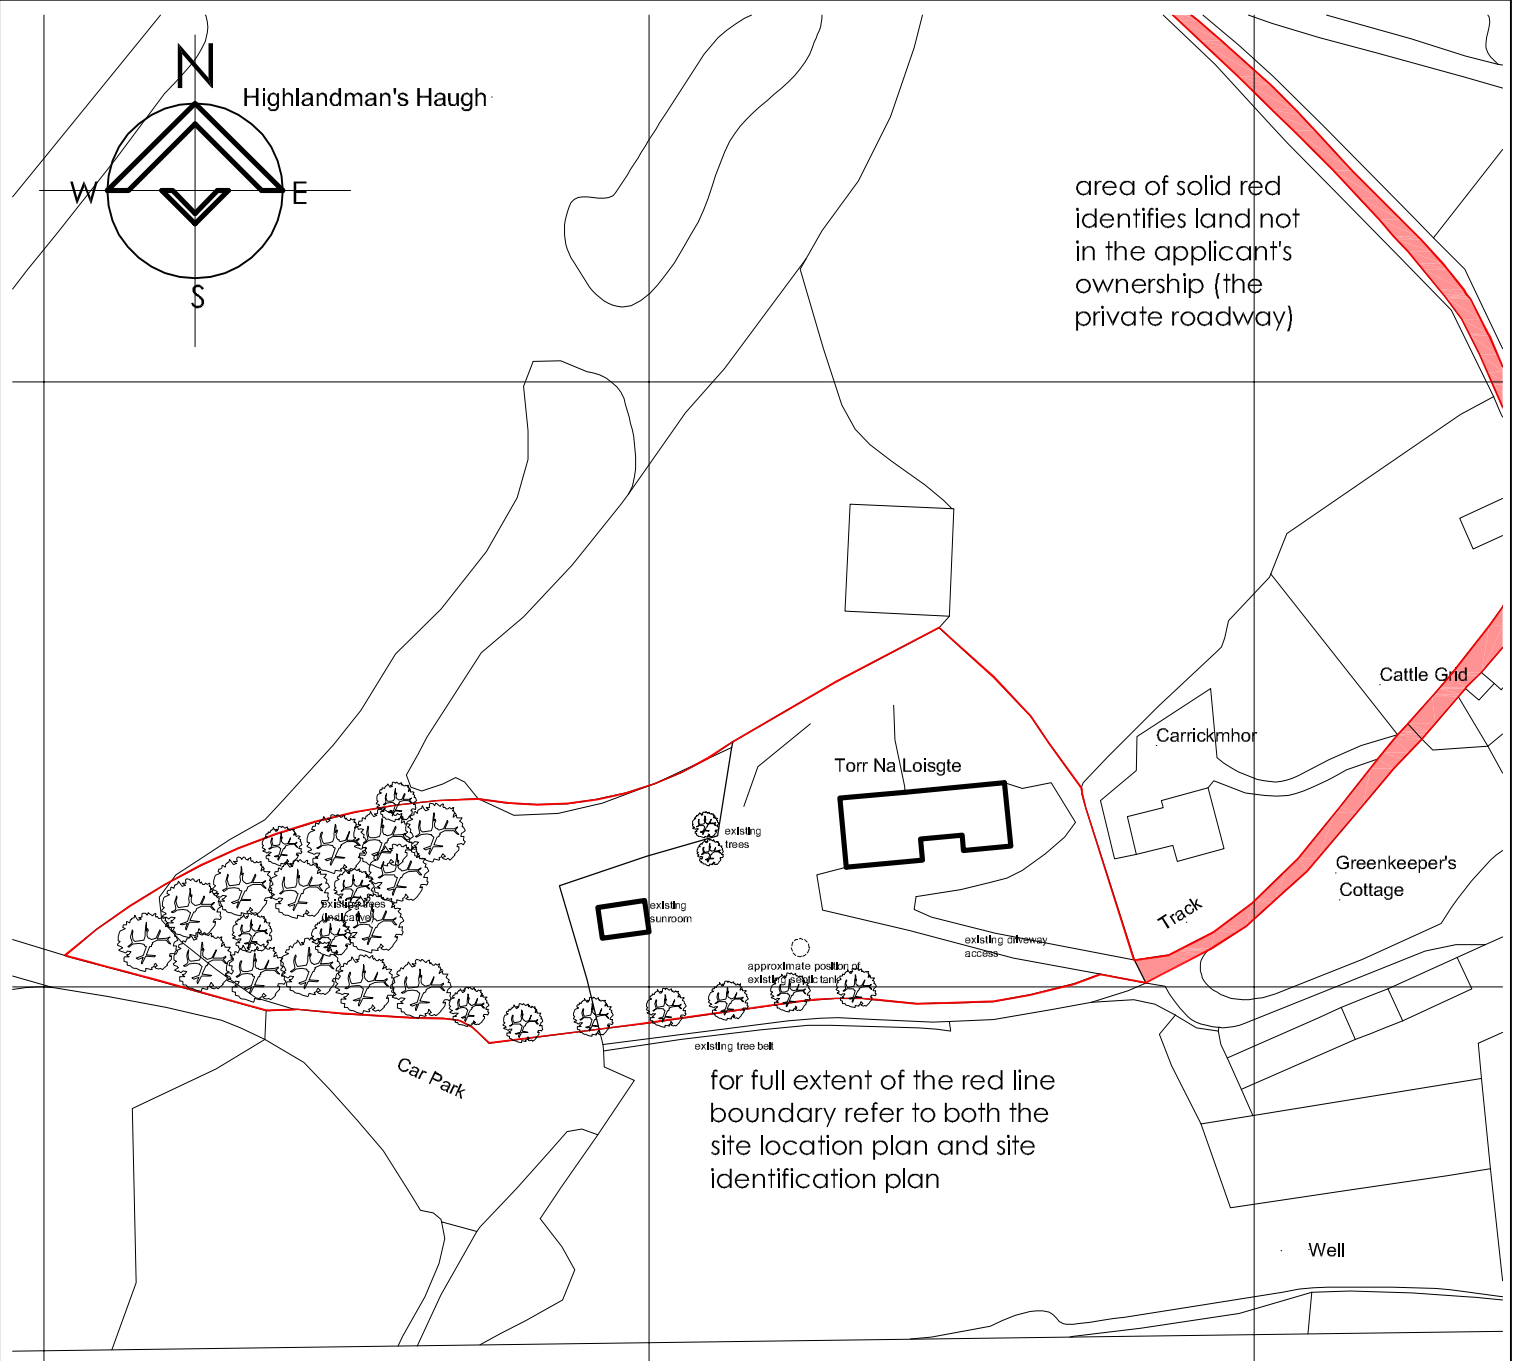 N
Highlandman's Haugh
W
E
S
area of solid red
identifies land not
in the applicant's
ownership (the
private roadway)
Cattle Grid
Carrickmhor
Torr Na Loisgte
existing
trees
Greenkeeper's
Cottage
existing trees
(indicative)
existing
sunroom
Track
existing driveway
access
approximate position of
existing septic tank
existing tree belt
Car Park
for full extent of the red line
boundary refer to both the
site location plan and site
identification plan
Well